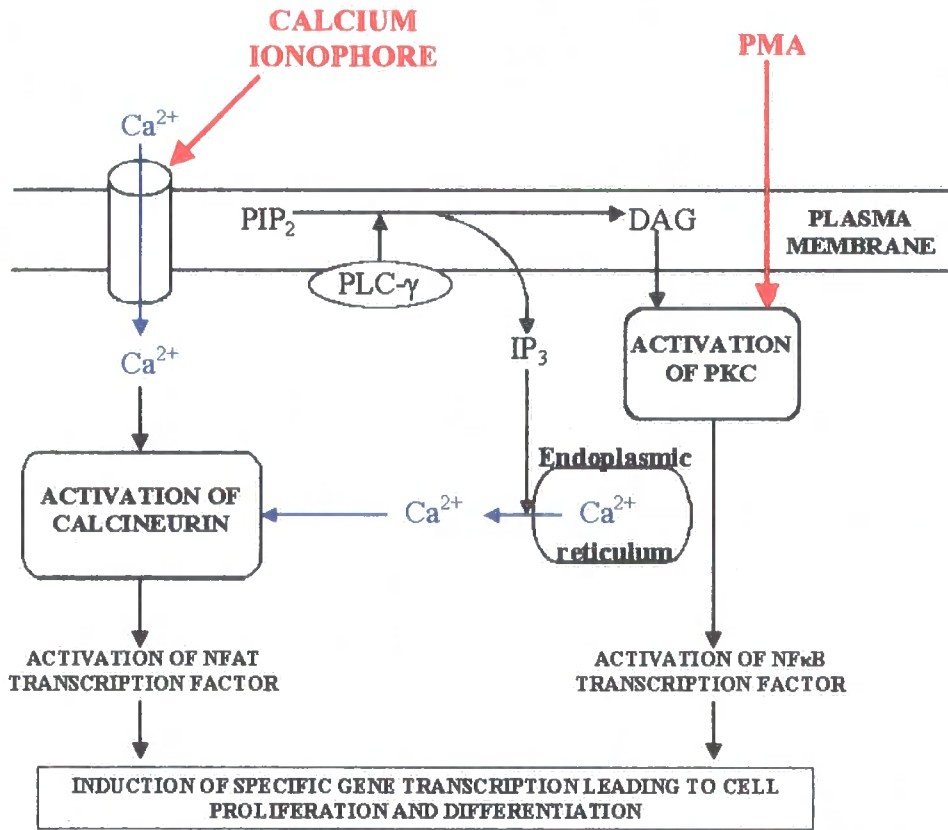 CALCIUM
IONOPHORE
PMA
Ca²⁺
PIP₂
DAG
PLASMA
MEMBRANE
PLC-γ
Ca²⁺
IP₃
ACTIVATION
OF PKC
Endoplasmic
ACTIVATION OF
CALCINEURIN
Ca²⁺
Ca²⁺
reticulum
ACTIVATION OF NFAT
TRANSCRIPTION FACTOR
ACTIVATION OF NFκB
TRANSCRIPTION FACTOR
INDUCTION OF SPECIFIC GENE TRANSCRIPTION LEADING TO CELL
PROLIFERATION AND DIFFERENTIATION